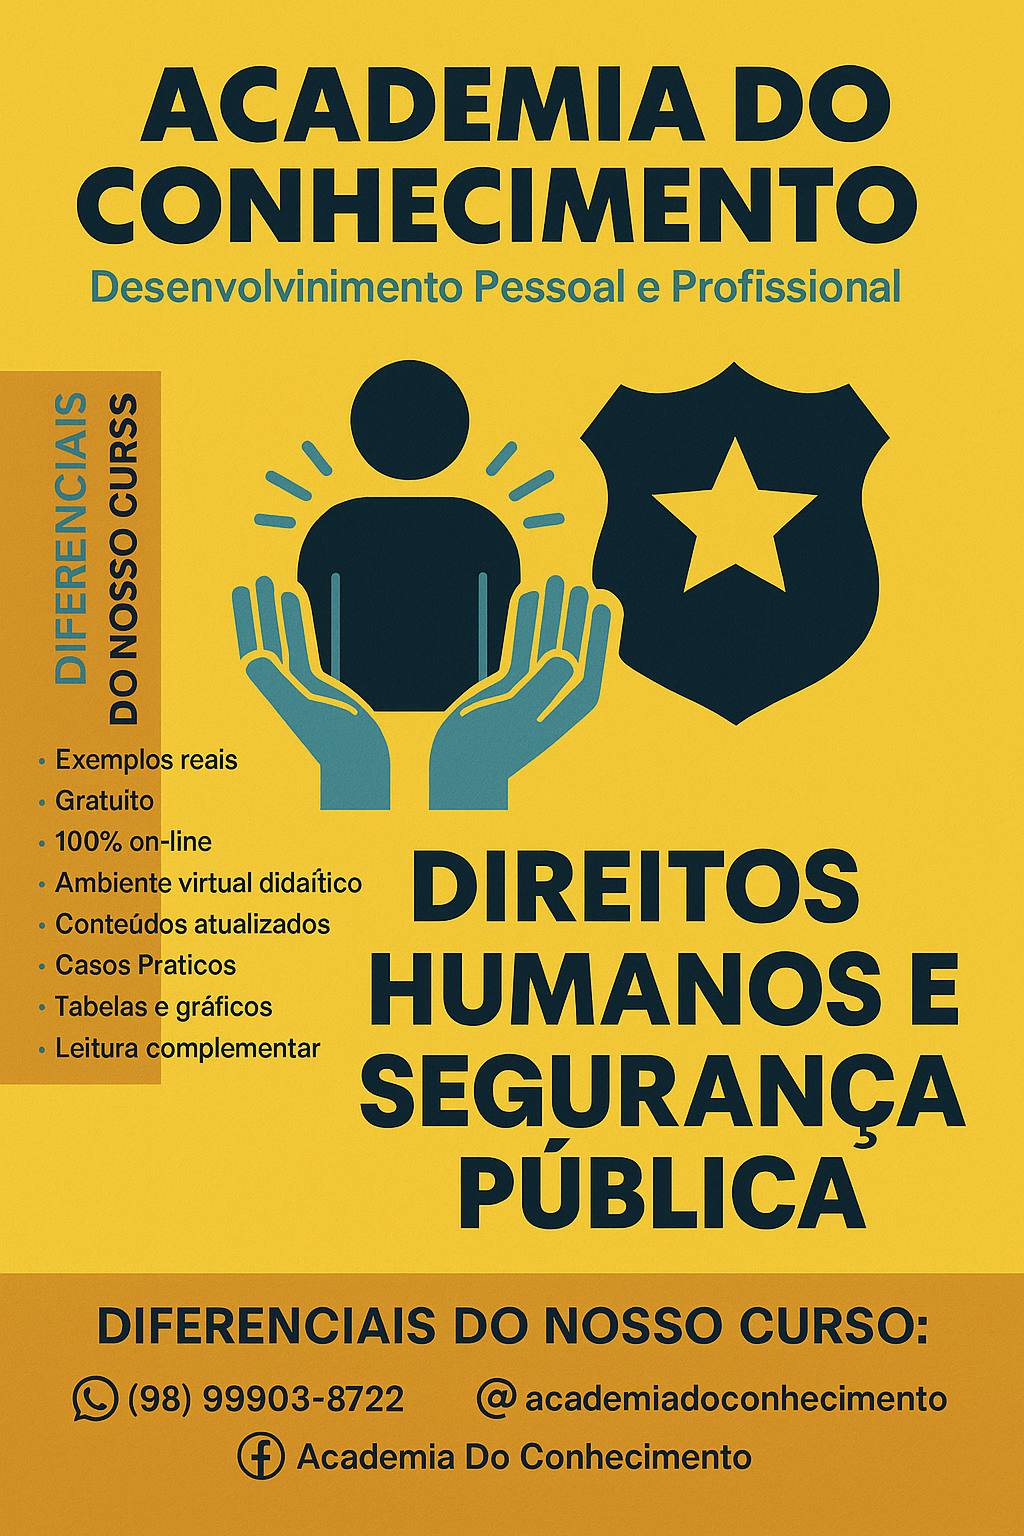 ACADEMIA DO
CONHECIMENTO
Desenvolvinimento Pessoal e Profissional
DIFERENCIAIS
DO NOSSO CURSS
• Exemplos reais
• Gratuito
• 100% on-line
• Ambiente virtual didaítico
• Conteúdos atualizados
• Casos Praticos
• Tabelas e gráficos
• Leitura complementar
DIREITOS
HUMANOS E
SEGURANÇA
PÚBLICA
DIFERENCIAIS DO NOSSO CURSO:
(98) 99903-8722 @academiadoconhecimento
Academia Do Conhecimento